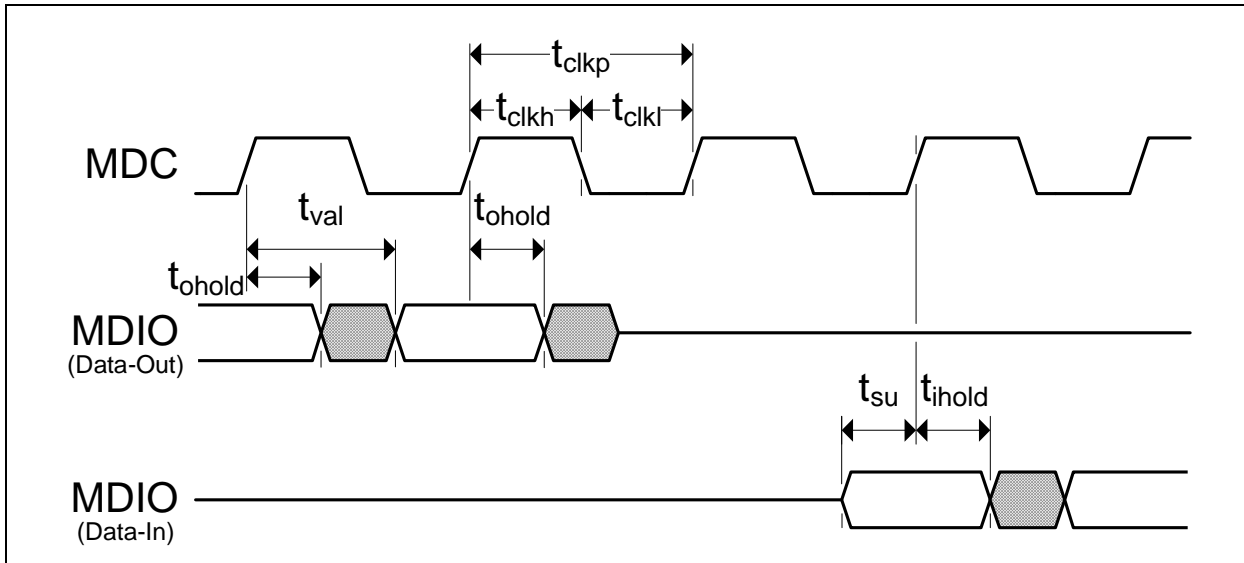 tclkp
tclkh tclkl
MDC
tval tohold
tohold
MDIO
(Data-Out)
tsu tihold
MDIO
(Data-In)